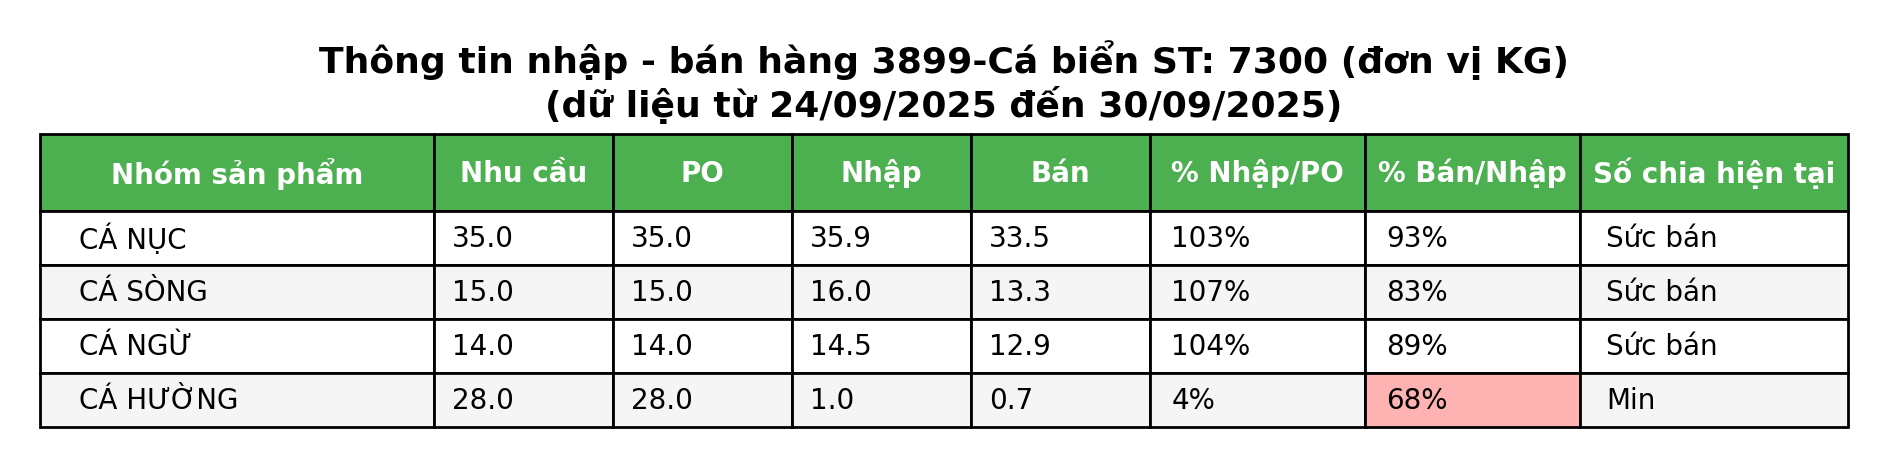 Thông tin nhập - bán hàng 3899-Cá biển ST: 7300 (đơn vị KG)
(dữ liệu từ 24/09/2025 đến 30/09/2025)
Nhóm sản phẩm Nhu cầu PO Nhập Bán % Nhập/PO % Bán/Nhập Số chia hiện tại
CÁ NỤC 35.0 35.0 35.9 33.5 103% 93% Sức bán
CÁ SÒNG 15.0 15.0 16.0 13.3 107% 83% Sức bán
CÁ NGỪ 14.0 14.0 14.5 12.9 104% 89% Sức bán
CÁ HƯỜNG 28.0 28.0 1.0 0.7 4% 68% Min